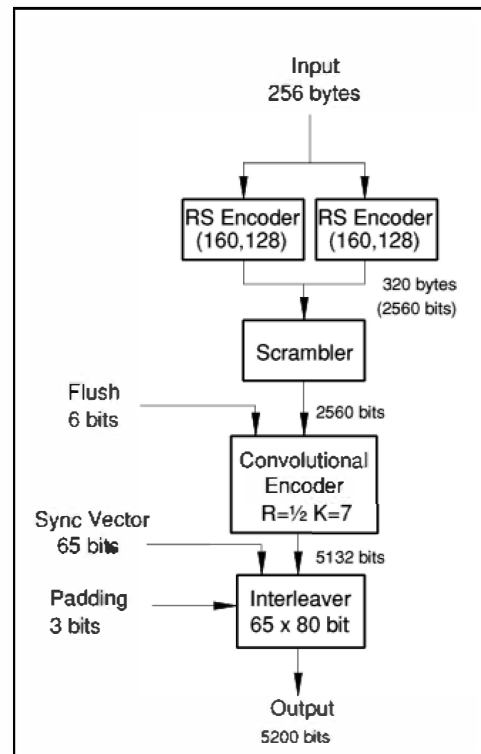 Input
256 bytes
RS Encoder
(160,128)
RS Encoder
(160,128)
320 bytes
(2560 bits)
Scrambler
Flush
6 bits
2560 bits
Convolutional
Encoder
R=½ K=7
Sync Vector
65 bits
5132 bits
Padding
3 bits
Interleaver
65 x 80 bit
Output
5200 bits